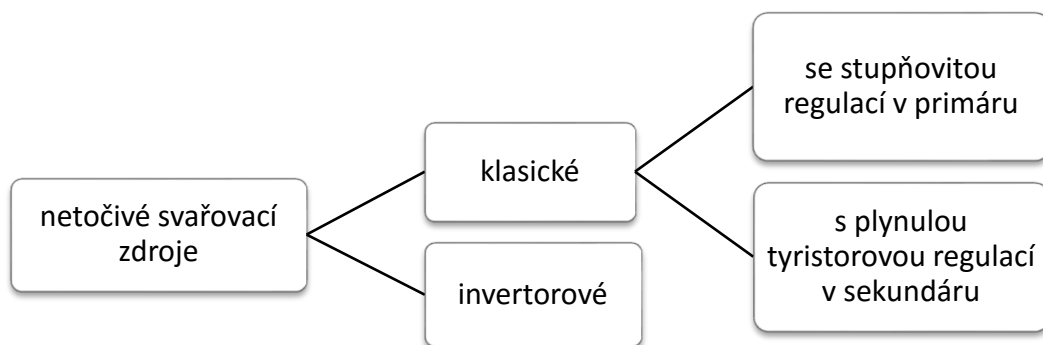 netočivé svařovací
zdroje
klasické
invertorové
se stupňovitou
regulací v primáru
s plynulou
tyristorovou regulací
v sekundáru